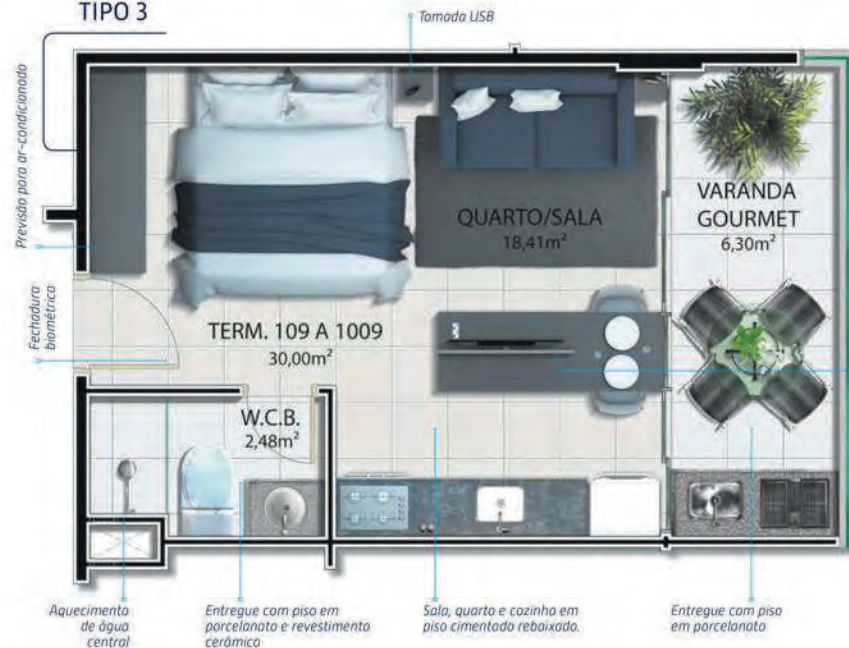 TIPO 3
Tomada USB
Previsão para ar-condicionado
QUARTO/SALA
18,41m²
VARANDA
GOURMET
6,30m²
Fechadura
biométrica
TERM. 109 A 1009
30,00m²
W.C.B.
2,48m²
Aquecimento
de água
central
Entregue com piso em
porcelanato e revestimento
cerâmico
Sala, quarto e cozinha em
piso cimentado rebaixado.
Entregue com piso
em porcelanato